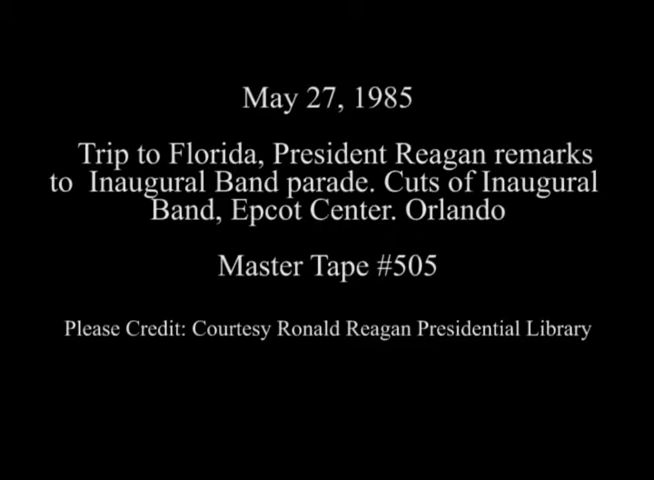 May 27, 1985
Trip to Florida, President Reagan remarks
to Inaugural Band parade. Cuts of Inaugural
Band, Epcot Center. Orlando
Master Tape #505
Please Credit: Courtesy Ronald Reagan Presidential Library